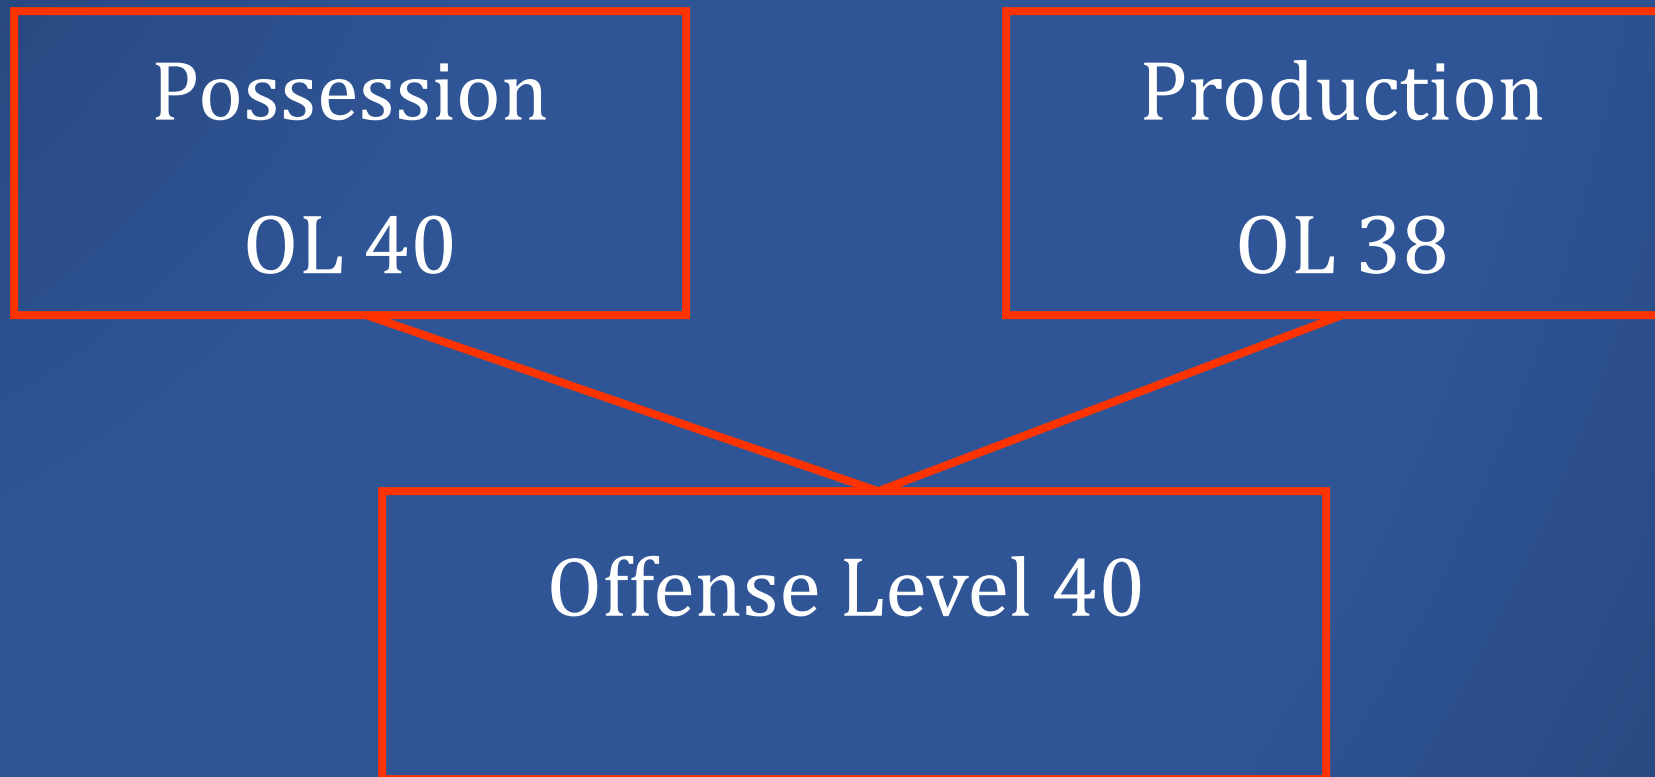 Possession
OL 40
Production
OL 38
Offense Level 40